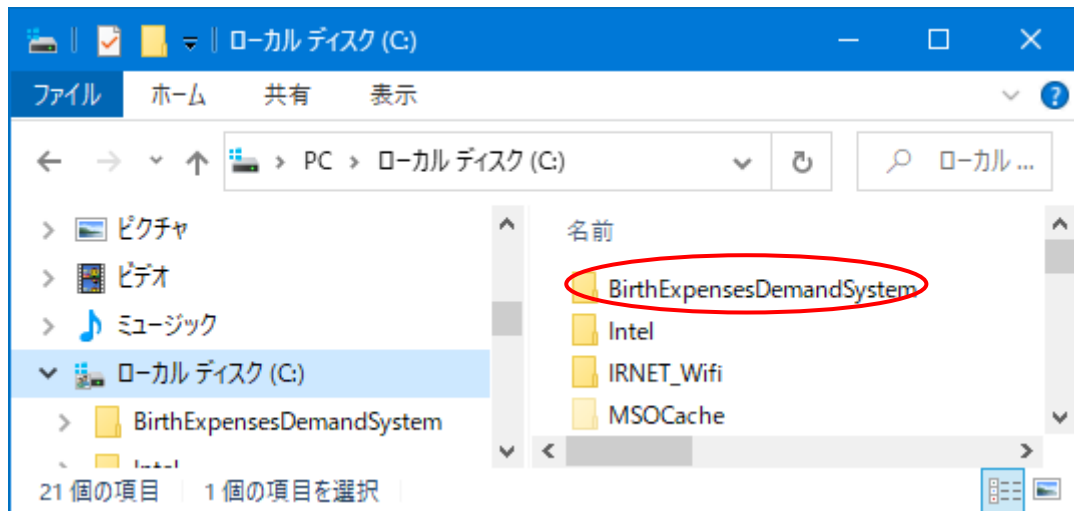 ローカル ディスク (C:)
ファイル ホーム 共有 表示
PC > ローカル ディスク (C:) ローカル ...
ピクチャ
ビデオ
ミュージック
ローカル ディスク (C:)
BirthExpensesDemandSystem
Intel
名前
BirthExpensesDemandSystem
Intel
IRNET_Wifi
MSOCache
21 個の項目 1 個の項目を選択